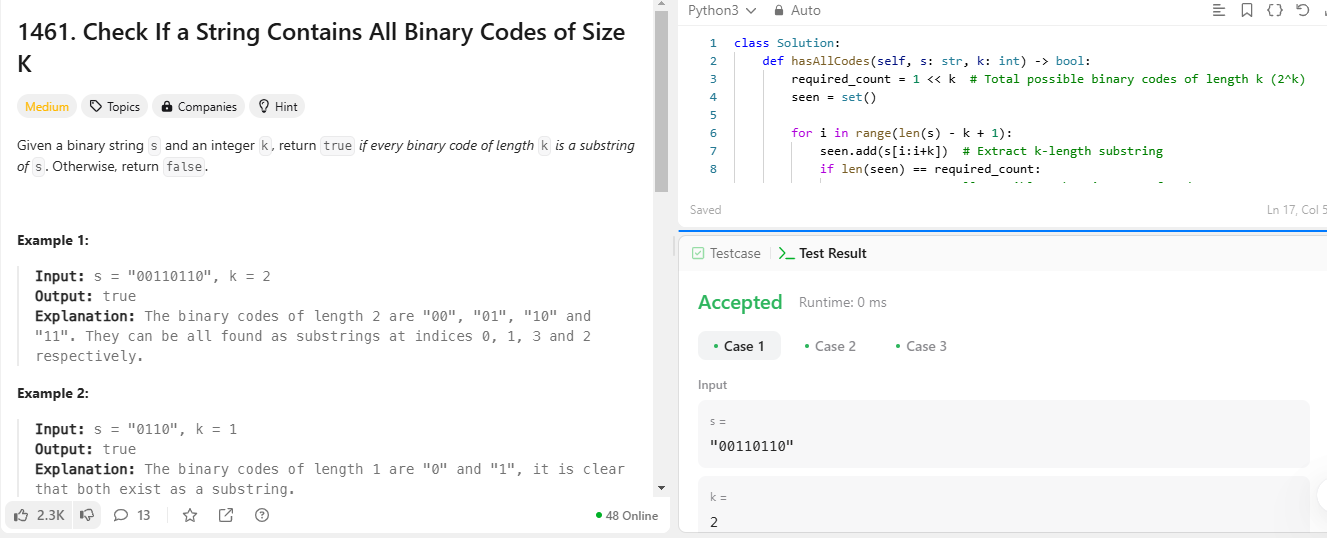 1461. Check If a String Contains All Binary Codes of Size
K
Medium Topics Companies Hint
Given a binary string s and an integer k, return true if every binary code of length k is a substring
of s. Otherwise, return false.
Example 1:
Input: s = "00110110", k = 2
Output: true
Explanation: The binary codes of length 2 are "00", "01", "10" and
"11". They can be all found as substrings at indices 0, 1, 3 and 2
respectively.
Example 2:
Input: s = "0110", k = 1
Output: true
Explanation: The binary codes of length 1 are "0" and "1", it is clear
that both exist as a substring.
2.3K 13 48 Online
Python3 Auto
1 class Solution:
2 def hasAllCodes(self, s: str, k: int) -> bool:
3 required_count = 1 << k # Total possible binary codes of length k (2^k)
4 seen = set()
5
6 for i in range(len(s) - k + 1):
7 seen.add(s[i:i+k]) # Extract k-length substring
8 if len(seen) == required_count:
Saved Ln 17, Col 5
Testcase Test Result
Accepted Runtime: 0 ms
Case 1 Case 2 Case 3
Input
s =
"00110110"
k =
2